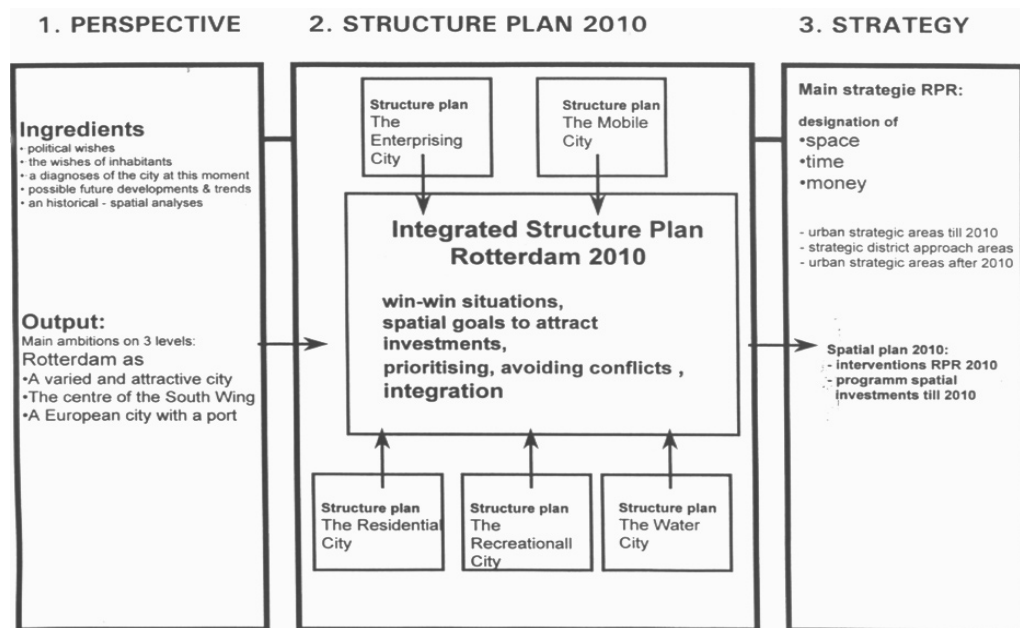 1. PERSPECTIVE
2. STRUCTURE PLAN 2010
3. STRATEGY
Ingredients
• political wishes
• the wishes of inhabitants
• a diagnoses of the city at this moment
• possible future developments & trends
• an historical - spatial analyses
Output:
Main ambitions on 3 levels:
Rotterdam as
•A varied and attractive city
•The centre of the South Wing
•A European city with a port
Structure plan
The
Enterprising
City
Structure plan
The Mobile
City
Integrated Structure Plan
Rotterdam 2010
win-win situations,
spatial goals to attract
investments,
prioritising, avoiding conflicts ,
integration
Structure plan
The Residential
City
Structure plan
The
Recreationall
City
Structure plan
The Water
City
Main strategie RPR:
designation of
•space
•time
•money
- urban strategic areas till 2010
- strategic district approach areas
- urban strategic areas after 2010
Spatial plan 2010:
- interventions RPR 2010
- programm spatial
investments till 2010